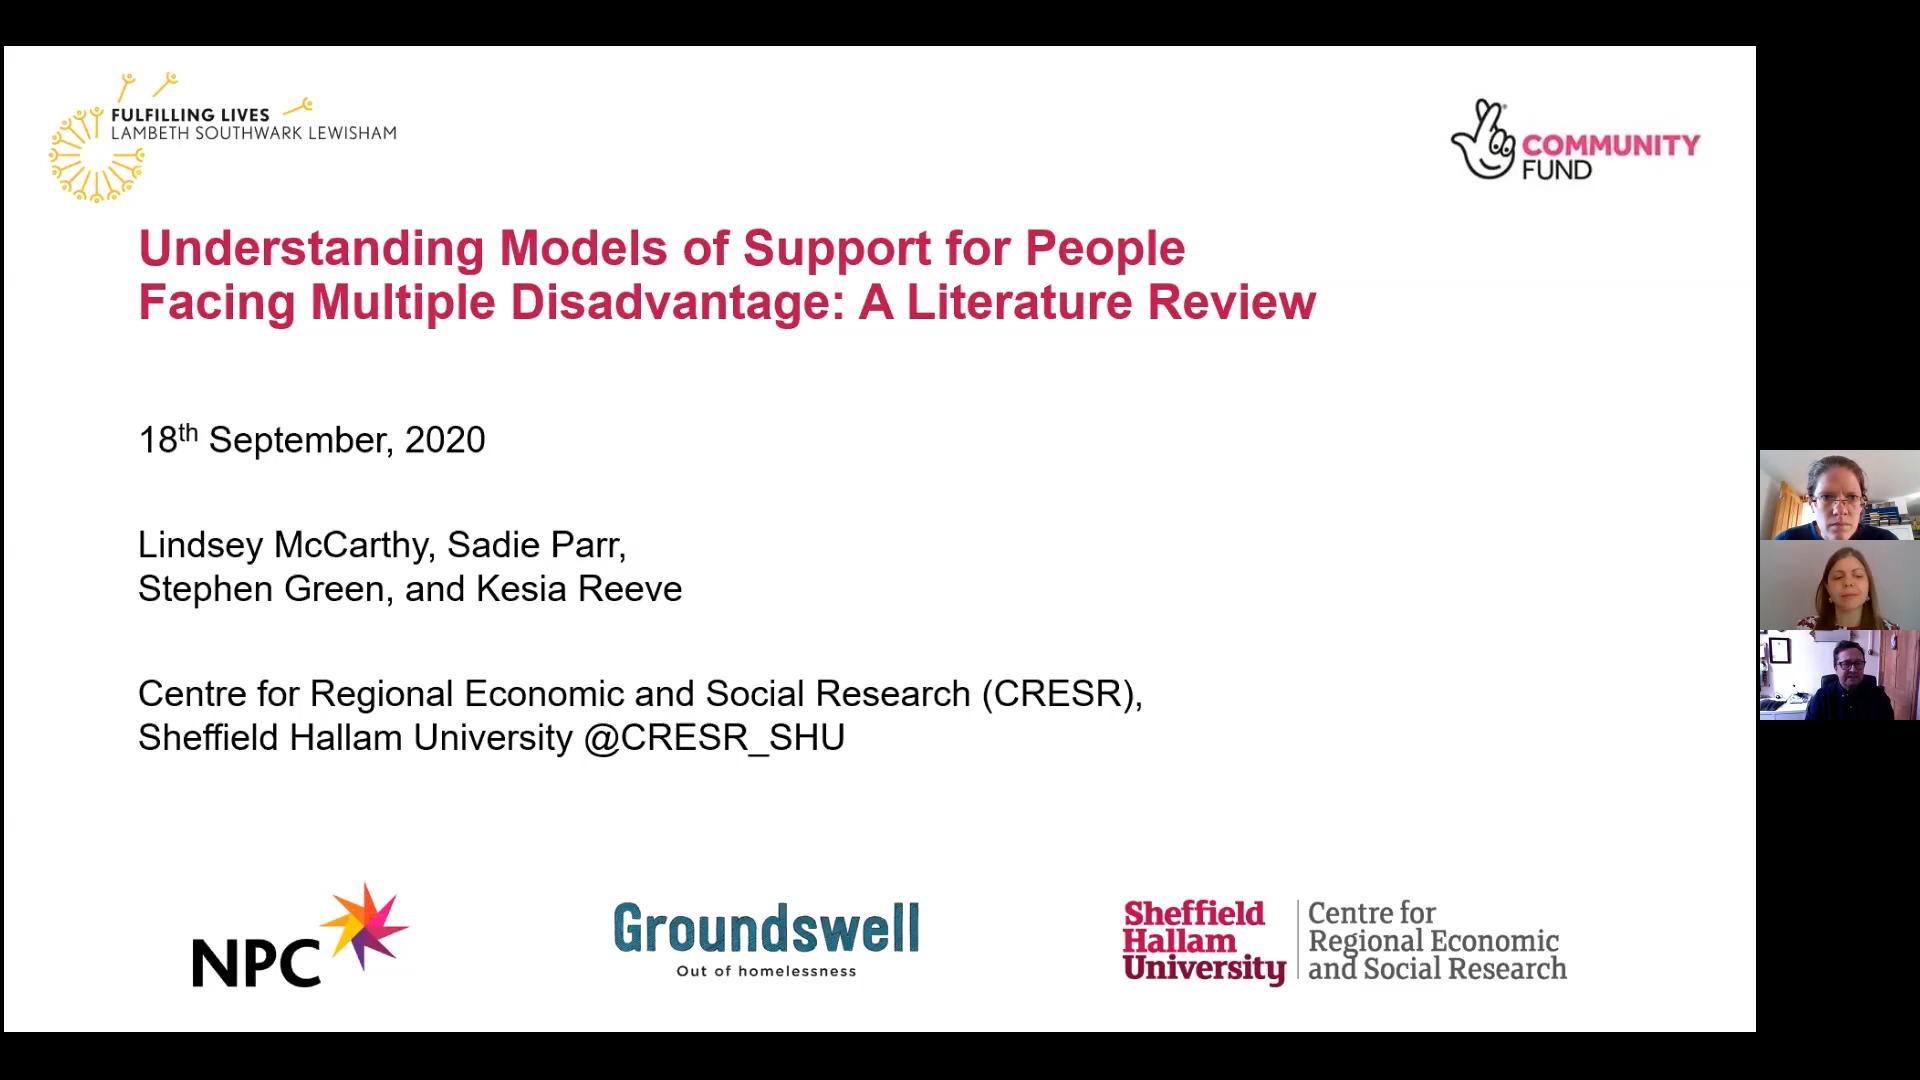 FULFILLING LIVES
LAMBETH SOUTHWARK LEWISHAM
COMMUNITY
FUND
Understanding Models of Support for People
Facing Multiple Disadvantage: A Literature Review
18th September, 2020
Lindsey McCarthy, Sadie Parr,
Stephen Green, and Kesia Reeve
Centre for Regional Economic and Social Research (CRESR),
Sheffield Hallam University @CRESR_SHU
NPC
Groundswell
Out of homelessness
Sheffield
Hallam
University
Centre for
Regional Economic
and Social Research